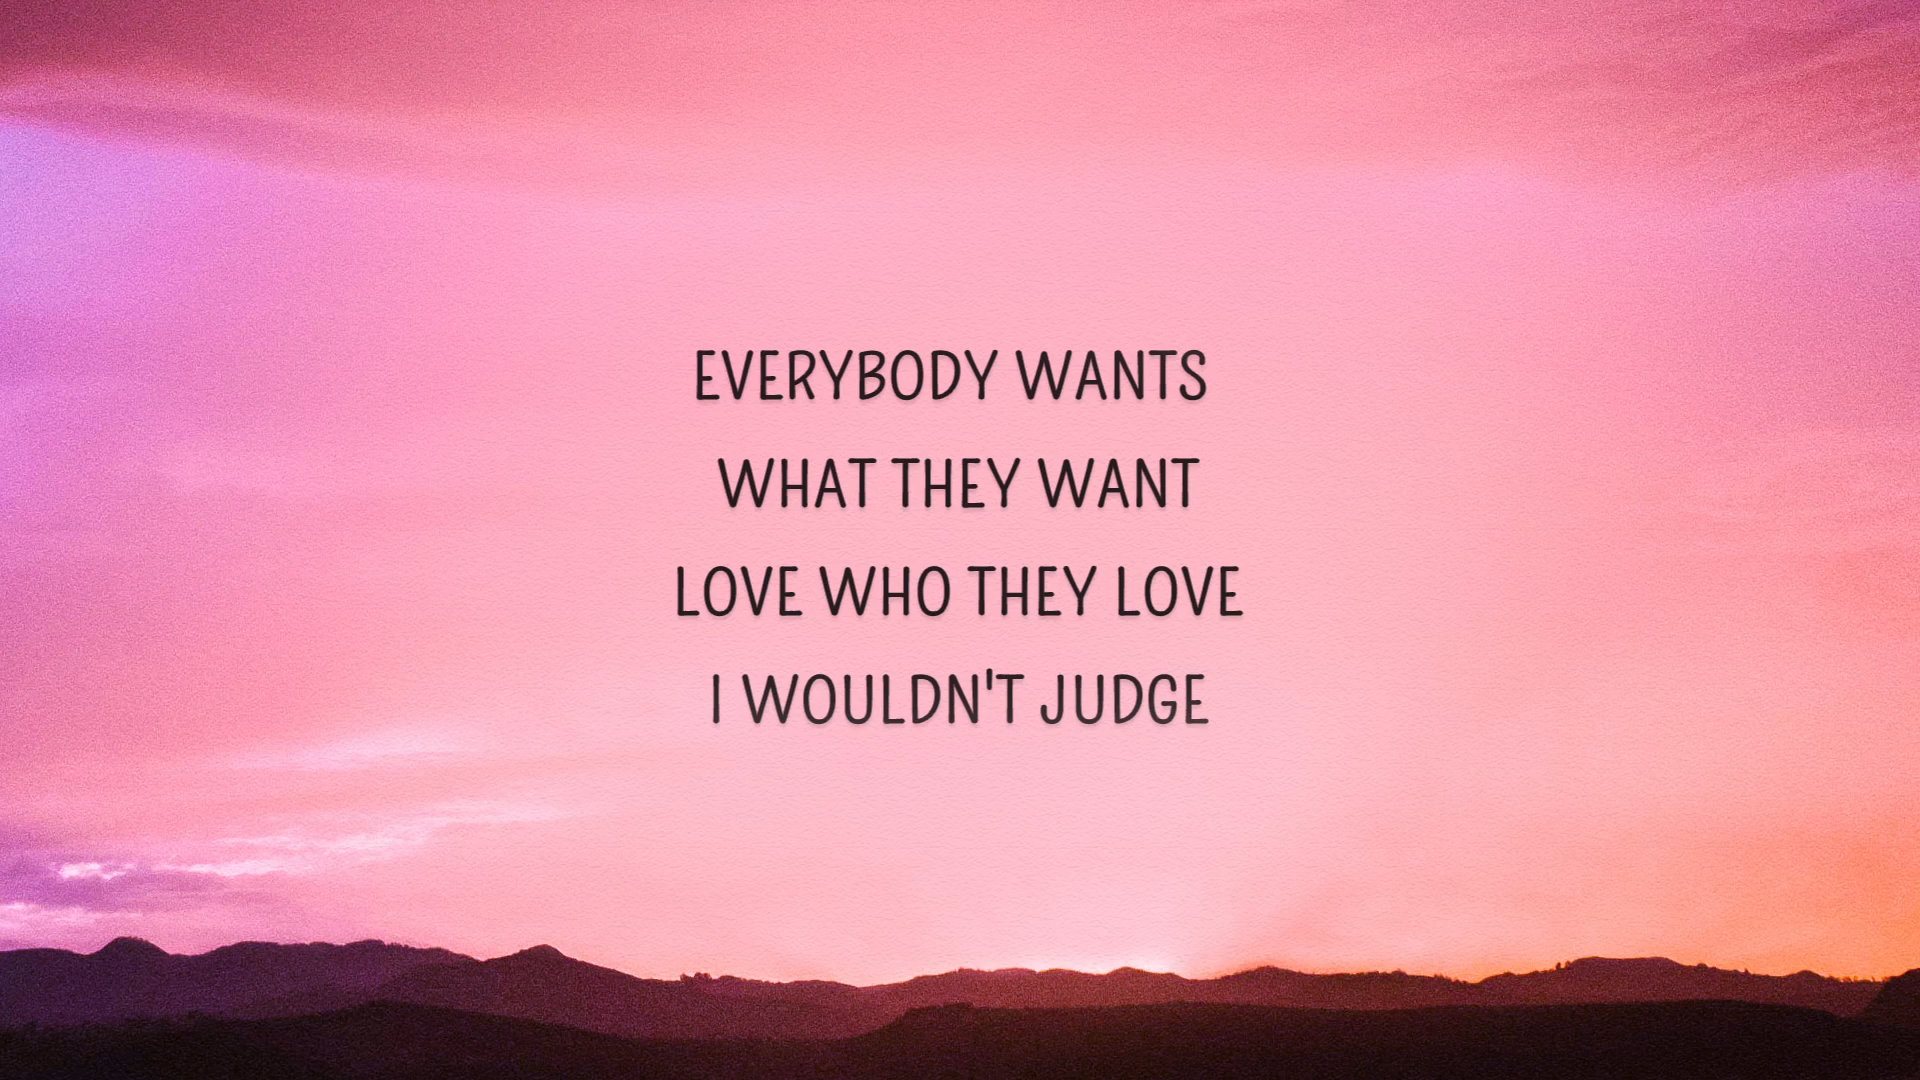 EVERYBODY WANTS
WHAT THEY WANT
LOVE WHO THEY LOVE
I WOULDN'T JUDGE